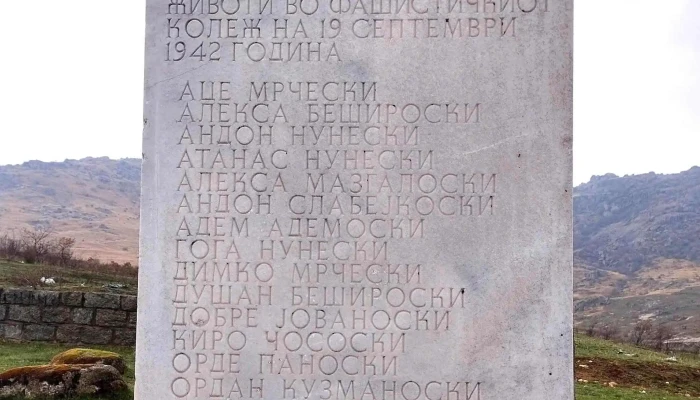 ЖИВОТИ ВО ФАШИСТИЧКИОТ
КОЛЕЖ НА 19 СЕПТЕМВРИ
1942 ГОДИНА
АЦЕ МРЧЕСКИ
АЛЕКСА БЕШИРОСКИ
АНДОН НУНЕСКИ
АТАНАС НУНЕСКИ
АЛЕКСА МАЗГАЛОСКИ
АНДОН СЛАБЕЈКОСКИ
АДЕМ АДЕМОСКИ
ГОГА НУНЕСКИ
ДИМКО МРЧЕСКИ
ДУШАН БЕШИРОСКИ
ДОБРЕ ЈОВАНОСКИ
КИРО ЧОСОСКИ
ОРДЕ ПАНОСКИ
ОРДАН КУЗМАНОСКИ